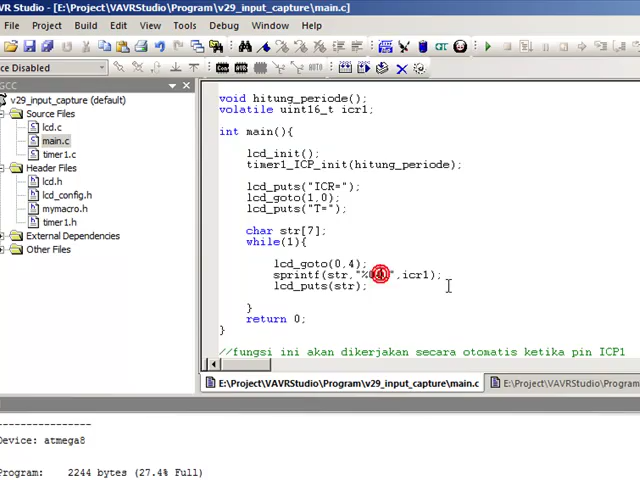 VR Studio - [E:\Project\VAVRStudio\Program\v29_input_capture\main.c]
File Project Build Edit View Tools Debug Window Help
ce Disabled
GCC
v29_input_capture (default)
Source Files
lcd.c
main.c
timer1.c
Header Files
lcd.h
lcd_config.h
mymacro.h
timer1.h
External Dependencies
Other Files
void hitung_periode();
volatile uint16_t icr1;
int main(){
lcd_init();
timer1_ICP_init(hitung_periode);
lcd_puts("ICR=");
lcd_goto(1,0);
lcd_puts("T=");
char str[7];
while(1){
lcd_goto(0,4);
sprintf(str,"% ",icr1);
lcd_puts(str);
}
return 0;
}
//fungsi ini akan dikerjakan secara otomatis ketika pin ICP1
E:\Project\VAVRStudio\Program\v29_input_capture\main.c E:\Project\VAVRStudio\Program
---------------
Device: atmega8
Program: 2244 bytes (27.4% Full)